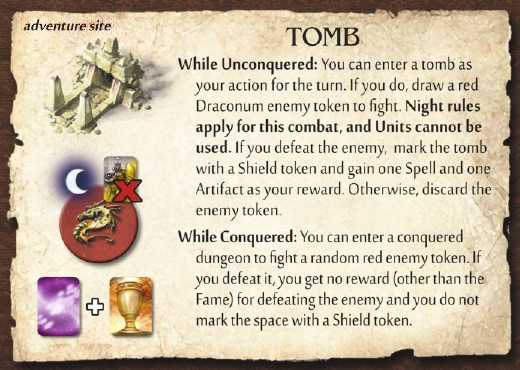 adventure site
TOMB
While Unconquered: You can enter a tomb as
your action for the turn. If you do, draw a red
Draconum enemy token to fight. Night rules
apply for this combat, and Units cannot be
used. If you defeat the enemy, mark the tomb
with a Shield token and gain one Spell and one
Artifact as your reward. Otherwise, discard the
enemy token.
While Conquered: You can enter a conquered
dungeon to fight a random red enemy token. If
you defeat it, you get no reward (other than the
Fame) for defeating the enemy and you do not
mark the space with a Shield token.